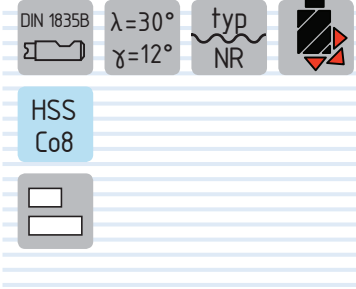 DIN 1835B
λ=30°
γ=12°
typ
NR
HSS
Co8